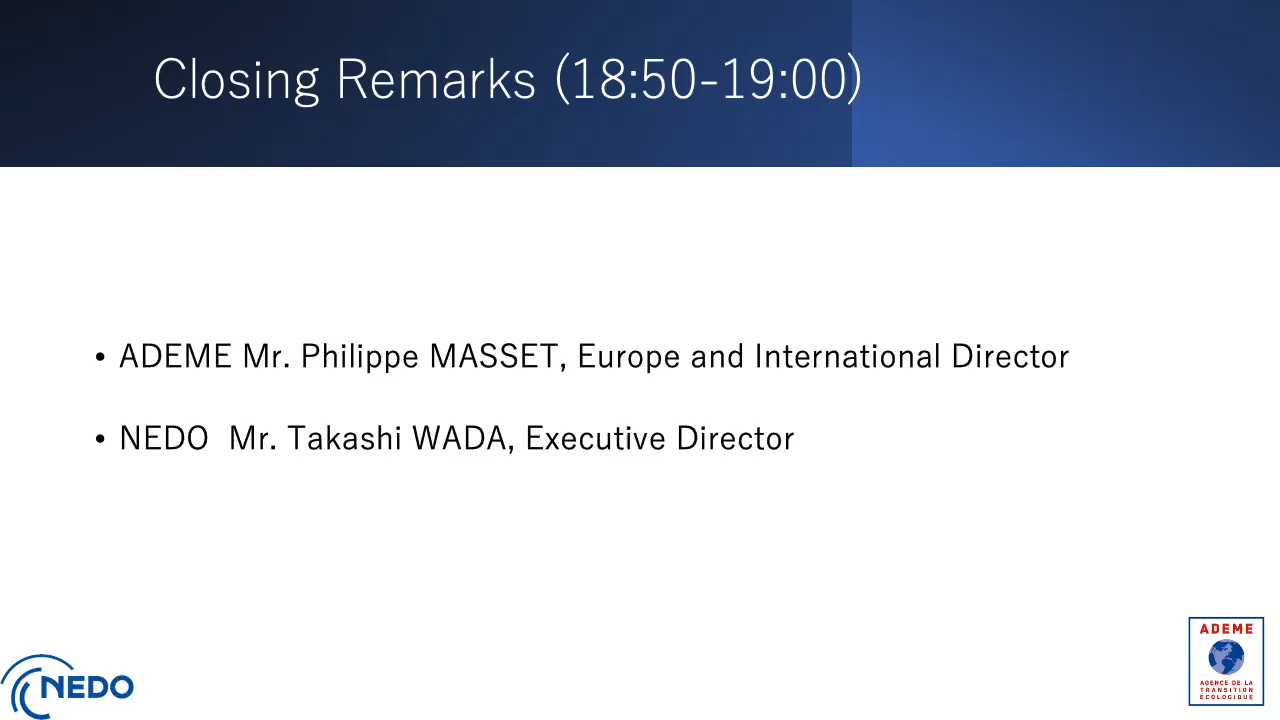 Closing Remarks (18:50-19:00)
• ADEME Mr. Philippe MASSET, Europe and International Director
• NEDO  Mr. Takashi WADA, Executive Director
NEDO
ADEME
AGENCE DE LA
TRANSITION
ÉCOLOGIQUE